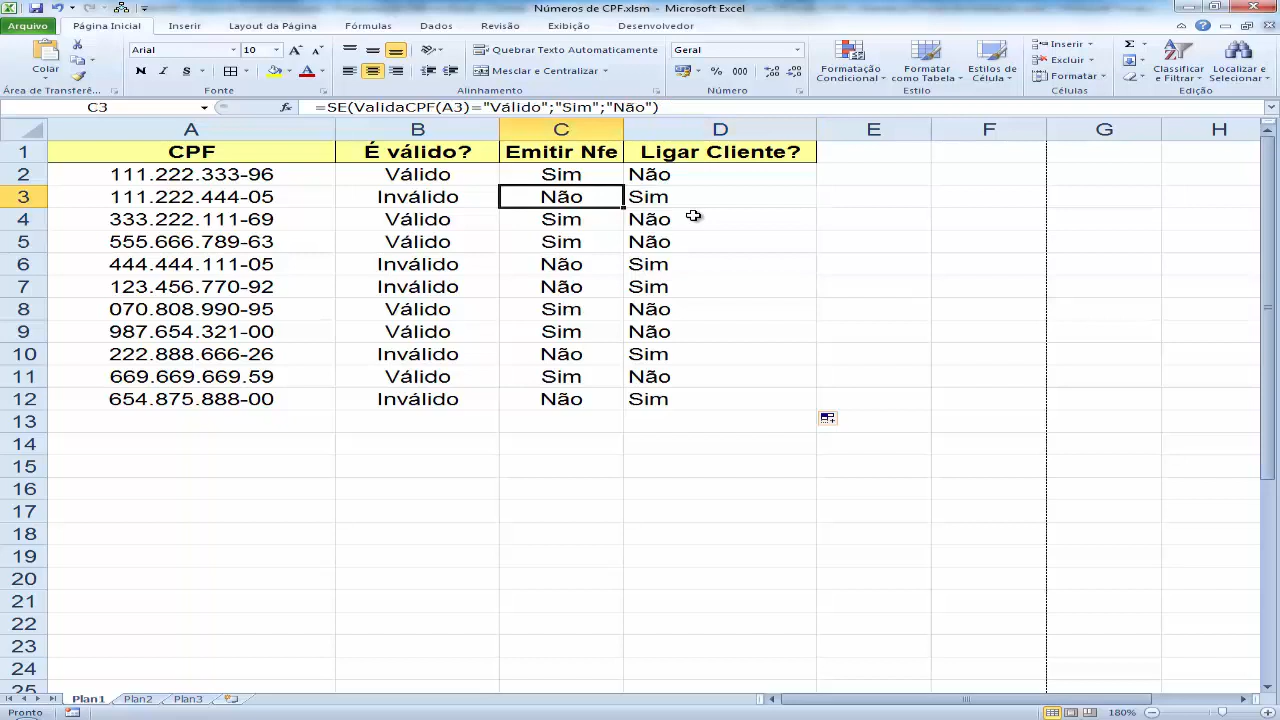 Números de CPF.xlsm - Microsoft Excel
Arquivo Página Inicial Inserir Layout da Página Fórmulas Dados Revisão Exibição Desenvolvedor
Colar
Área de Transferê...
Arial 10
N I S
Fonte
Quebrar Texto Automaticamente
Mesclar e Centralizar
Alinhamento
Geral
% 000
Número
Formatação Condicional
Formatar como Tabela
Estilos de Célula
Estilo
Inserir
Excluir
Formatar
Células
Classificar e Filtrar
Localizar e Selecionar
Edição
C3 fx =SE(ValidaCPF(A3)="Válido";"Sim";"Não")
A B C D E F G H
1 CPF É válido? Emitir Nfe Ligar Cliente?
2 111.222.333-96 Válido Sim Não
3 111.222.444-05 Inválido Não Sim
4 333.222.111-69 Válido Sim Não
5 555.666.789-63 Válido Sim Não
6 444.444.111-05 Inválido Não Sim
7 123.456.770-92 Inválido Não Sim
8 070.808.990-95 Válido Sim Não
9 987.654.321-00 Válido Sim Não
10 222.888.666-26 Inválido Não Sim
11 669.669.669.59 Válido Sim Não
12 654.875.888-00 Inválido Não Sim
13
14
15
16
17
18
19
20
21
22
23
24
25
Plan1 Plan2 Plan3
Pronto 180%